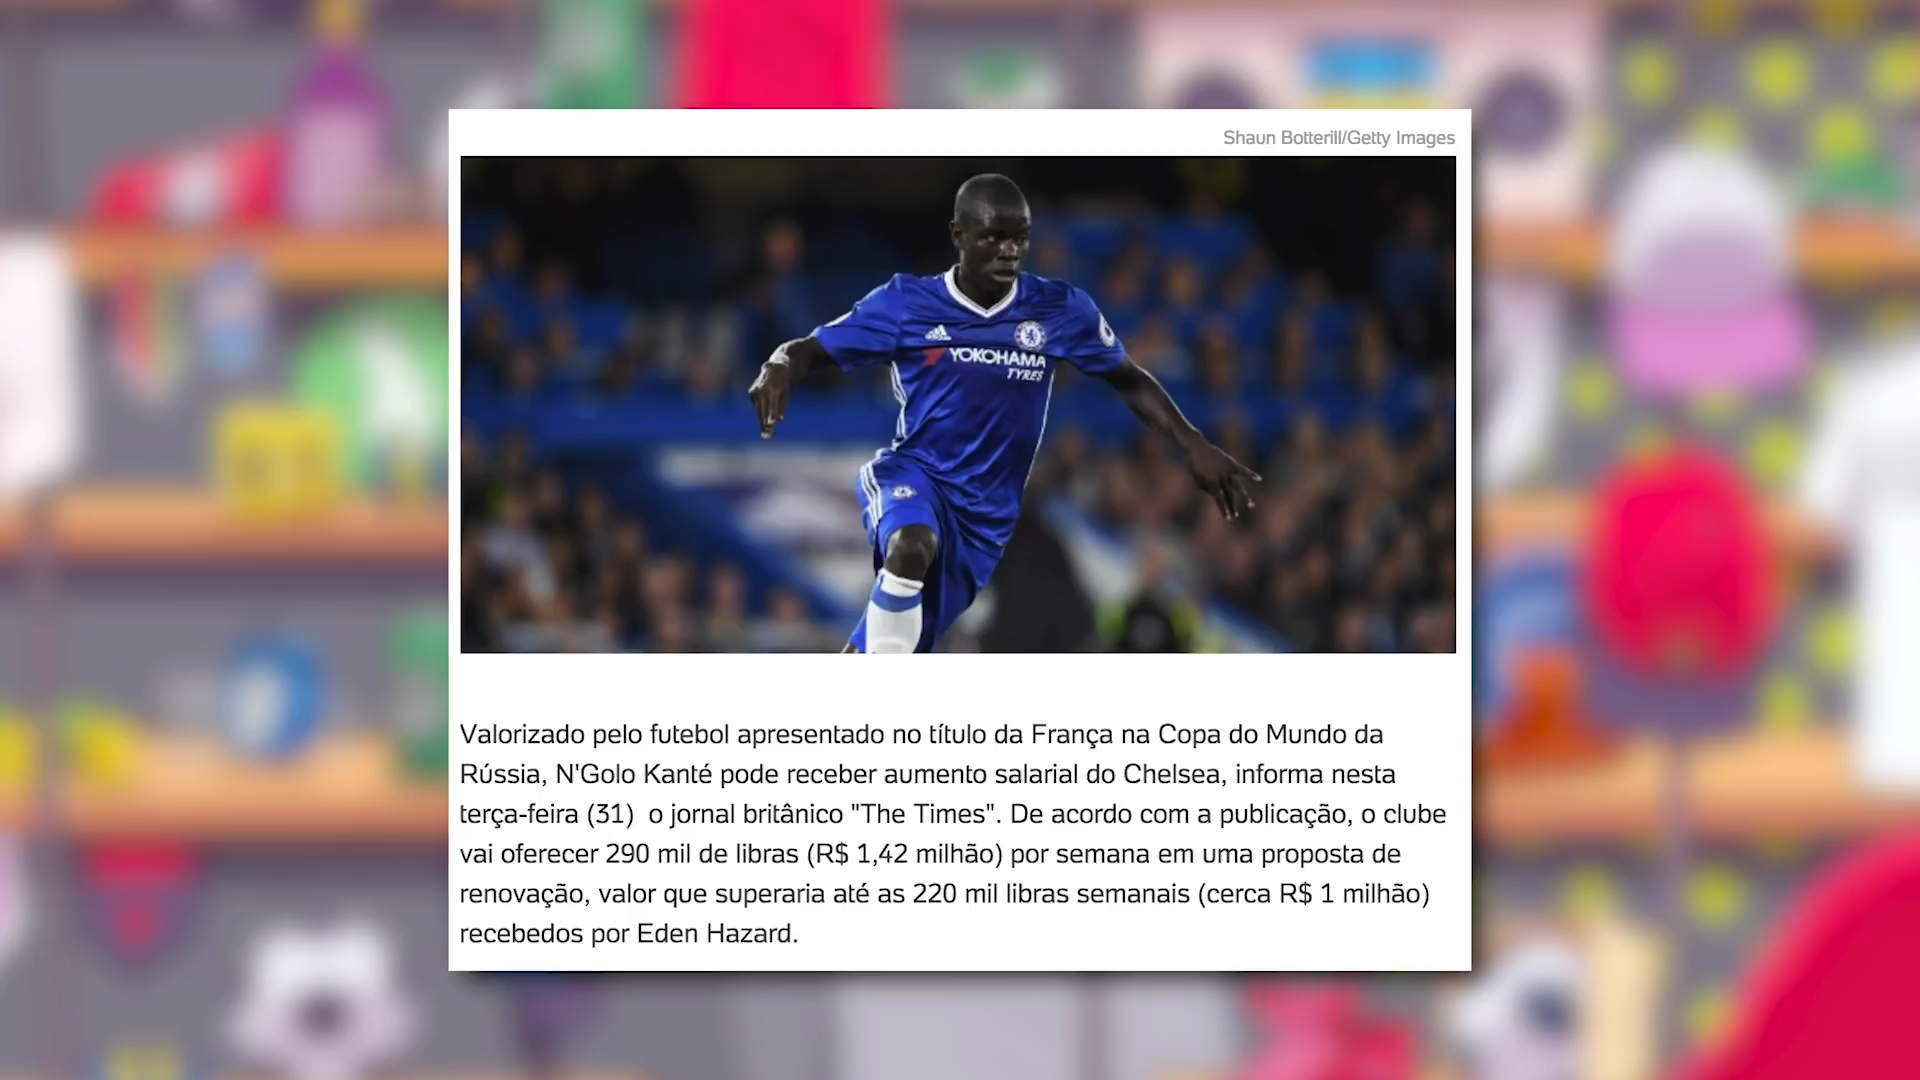 Shaun Botterill/Getty Images
YOKOHAMA
TYRES
Valorizado pelo futebol apresentado no título da França na Copa do Mundo da
Rússia, N'Golo Kanté pode receber aumento salarial do Chelsea, informa nesta
terça-feira (31) o jornal britânico "The Times". De acordo com a publicação, o clube
vai oferecer 290 mil de libras (R$ 1,42 milhão) por semana em uma proposta de
renovação, valor que superaria até as 220 mil libras semanais (cerca R$ 1 milhão)
recebedos por Eden Hazard.